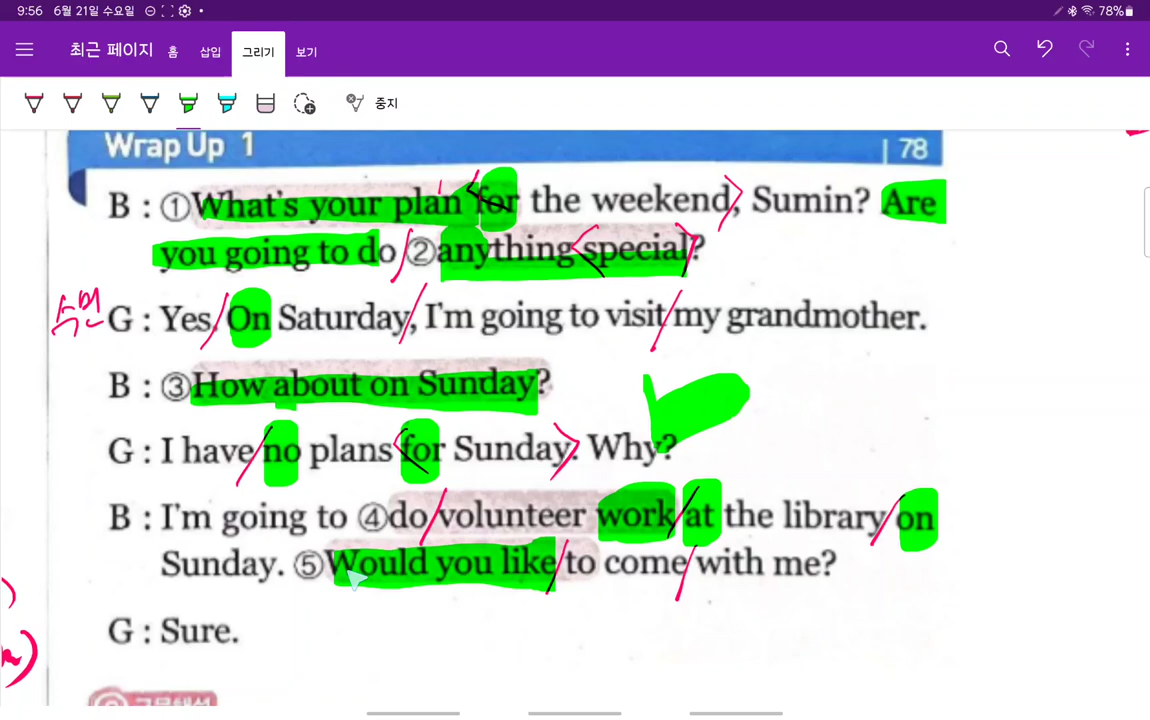 9:56 6월 21일 수요일 78%
최근 페이지 홈 삽입 그리기 보기
중지
Wrap Up 1 78
B : ①What's your plan for the weekend, Sumin? Are
you going to do ②anything special?
수민 G : Yes. On Saturday, I'm going to visit my grandmother.
B : ③How about on Sunday?
G : I have no plans for Sunday. Why?
B : I'm going to ④do volunteer work at the library on
Sunday. ⑤Would you like to come with me?
G : Sure.